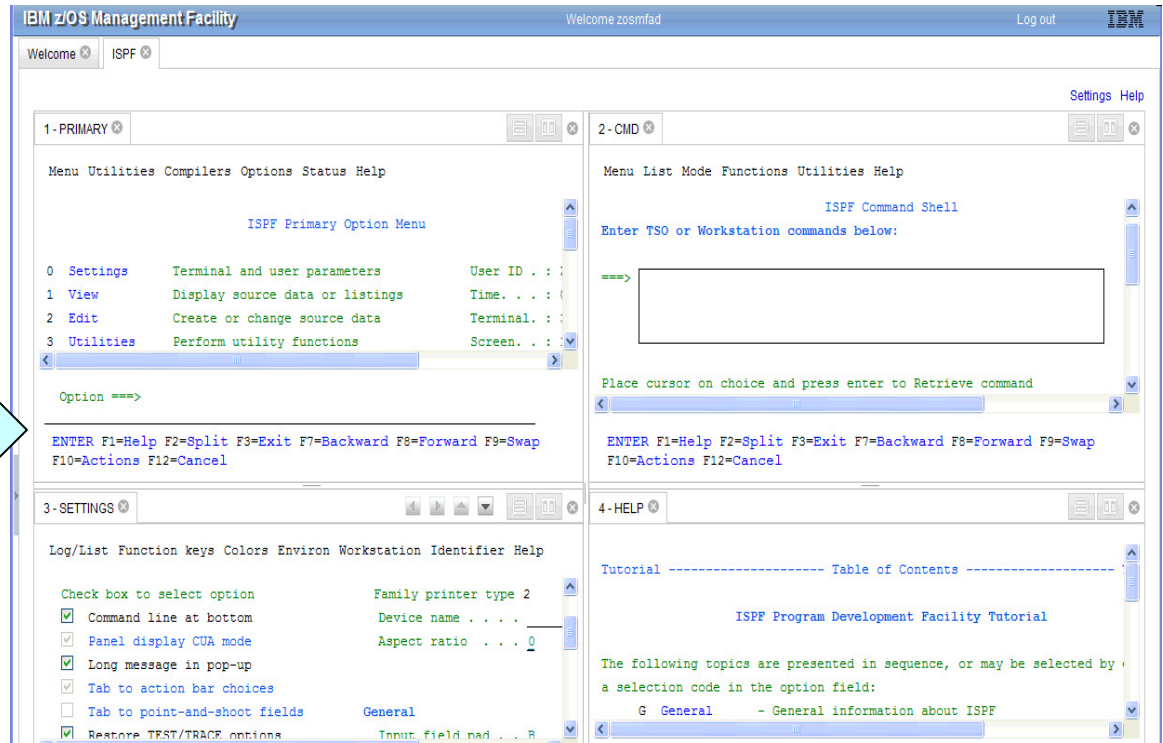 IBM z/OS Management Facility Welcome zosmfad Log out IBM
Welcome ISPF
Settings Help
1 - PRIMARY
Menu Utilities Compilers Options Status Help
ISPF Primary Option Menu
0 Settings Terminal and user parameters User ID . :
1 View Display source data or listings Time. . . :
2 Edit Create or change source data Terminal. :
3 Utilities Perform utility functions Screen. . :
Option ===>
ENTER F1=Help F2=Split F3=Exit F7=Backward F8=Forward F9=Swap
F10=Actions F12=Cancel
2 - CMD
Menu List Mode Functions Utilities Help
ISPF Command Shell
Enter TSO or Workstation commands below:
===>
Place cursor on choice and press enter to Retrieve command
ENTER F1=Help F2=Split F3=Exit F7=Backward F8=Forward F9=Swap
F10=Actions F12=Cancel
3 - SETTINGS
Log/List Function keys Colors Environ Workstation Identifier Help
Check box to select option Family printer type 2
Command line at bottom Device name . . . .
Panel display CUA mode Aspect ratio . . . 0
Long message in pop-up
Tab to action bar choices
Tab to point-and-shoot fields General
Restore TEST/TRACE options Input field pad . . B
4 - HELP
Tutorial --------------------- Table of Contents --------------------
ISPF Program Development Facility Tutorial
The following topics are presented in sequence, or may be selected by
a selection code in the option field:
G General - General information about ISPF